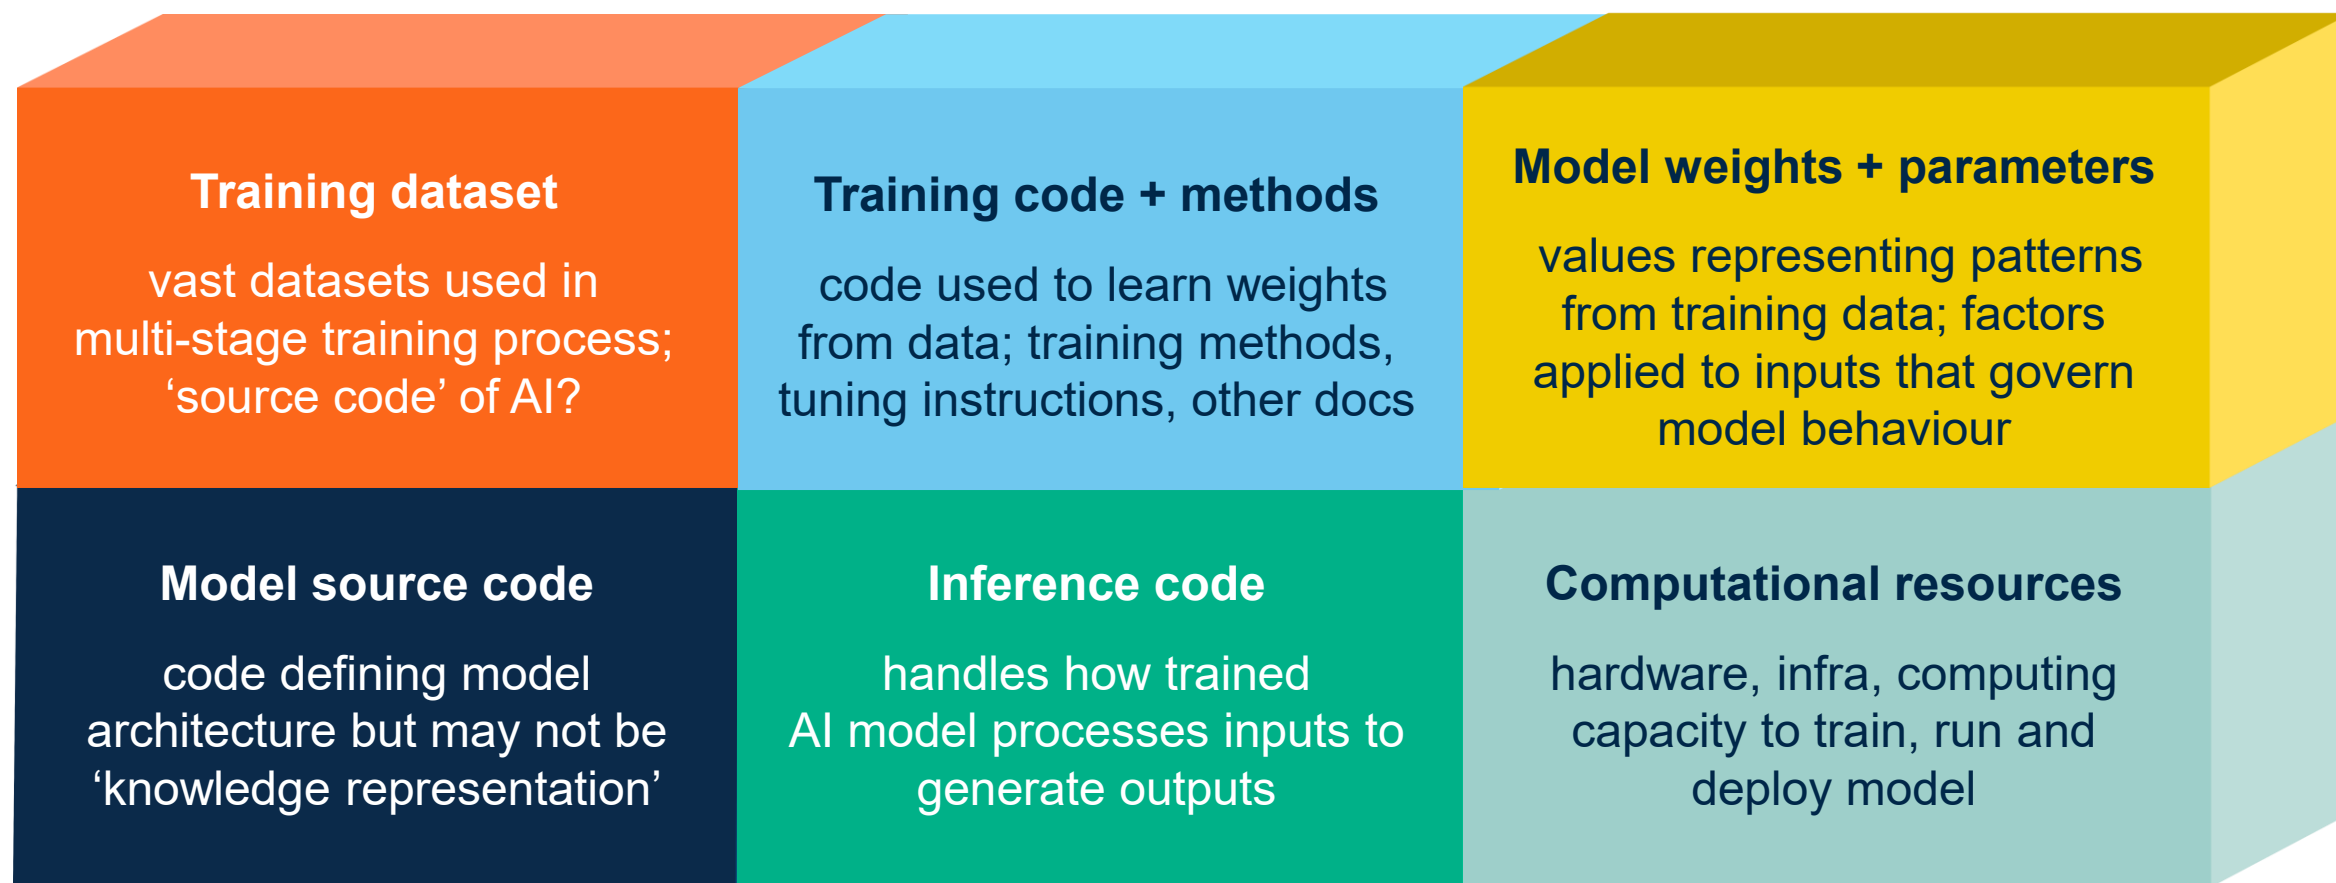 Training dataset
vast datasets used in
multi-stage training process;
‘source code’ of AI?
Training code + methods
code used to learn weights
from data; training methods,
tuning instructions, other docs
Model weights + parameters
values representing patterns
from training data; factors
applied to inputs that govern
model behaviour
Model source code
code defining model
architecture but may not be
‘knowledge representation’
Inference code
handles how trained
AI model processes inputs to
generate outputs
Computational resources
hardware, infra, computing
capacity to train, run and
deploy model